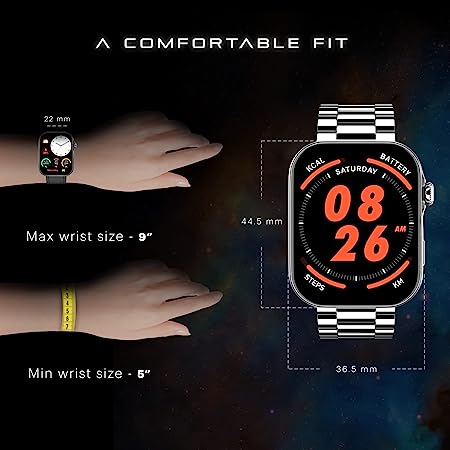 A COMFORTABLE FIT
22 mm
Max wrist size - 9”
Min wrist size - 5”
44.5 mm
36.5 mm
KCAL
BATTERY
SATURDAY
08
26 AM
STEPS
KM